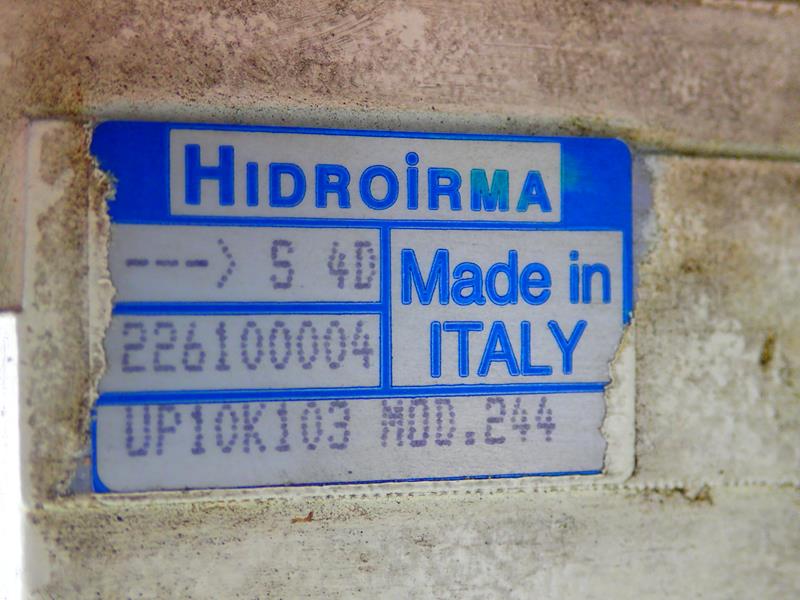 HIDROiRMA
---> S 4D
Made in
ITALY
226100004
UP10K103 MOD.244